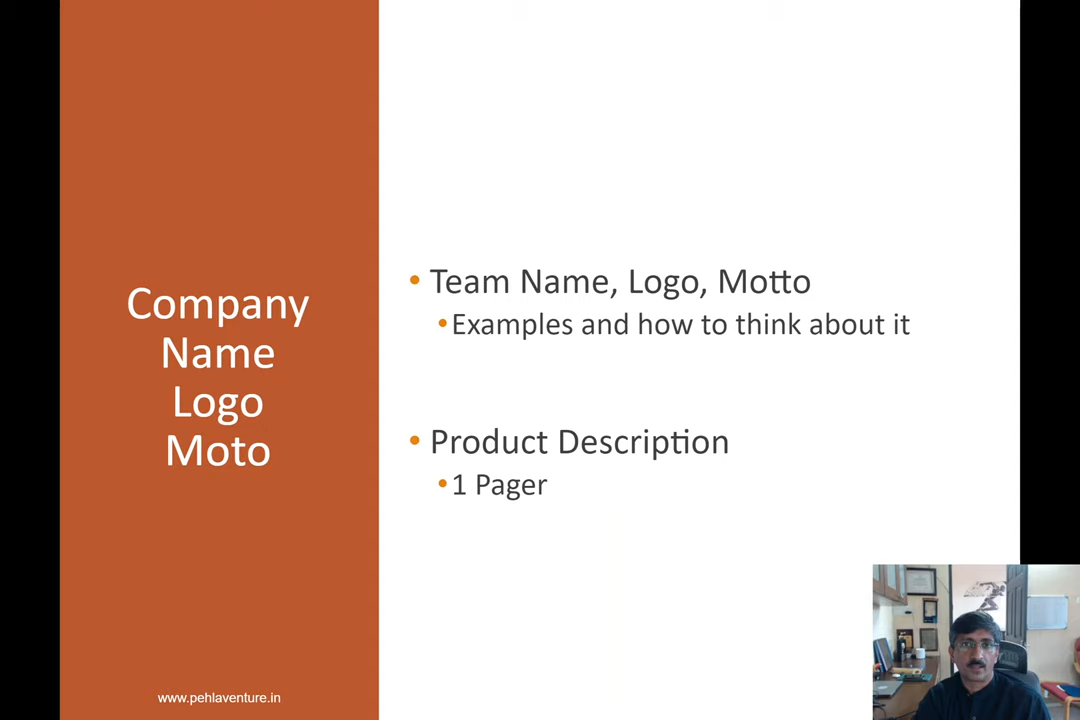 Company
Name
Logo
Moto
www.pehlaventure.in
• Team Name, Logo, Motto
• Examples and how to think about it
• Product Description
• 1 Pager